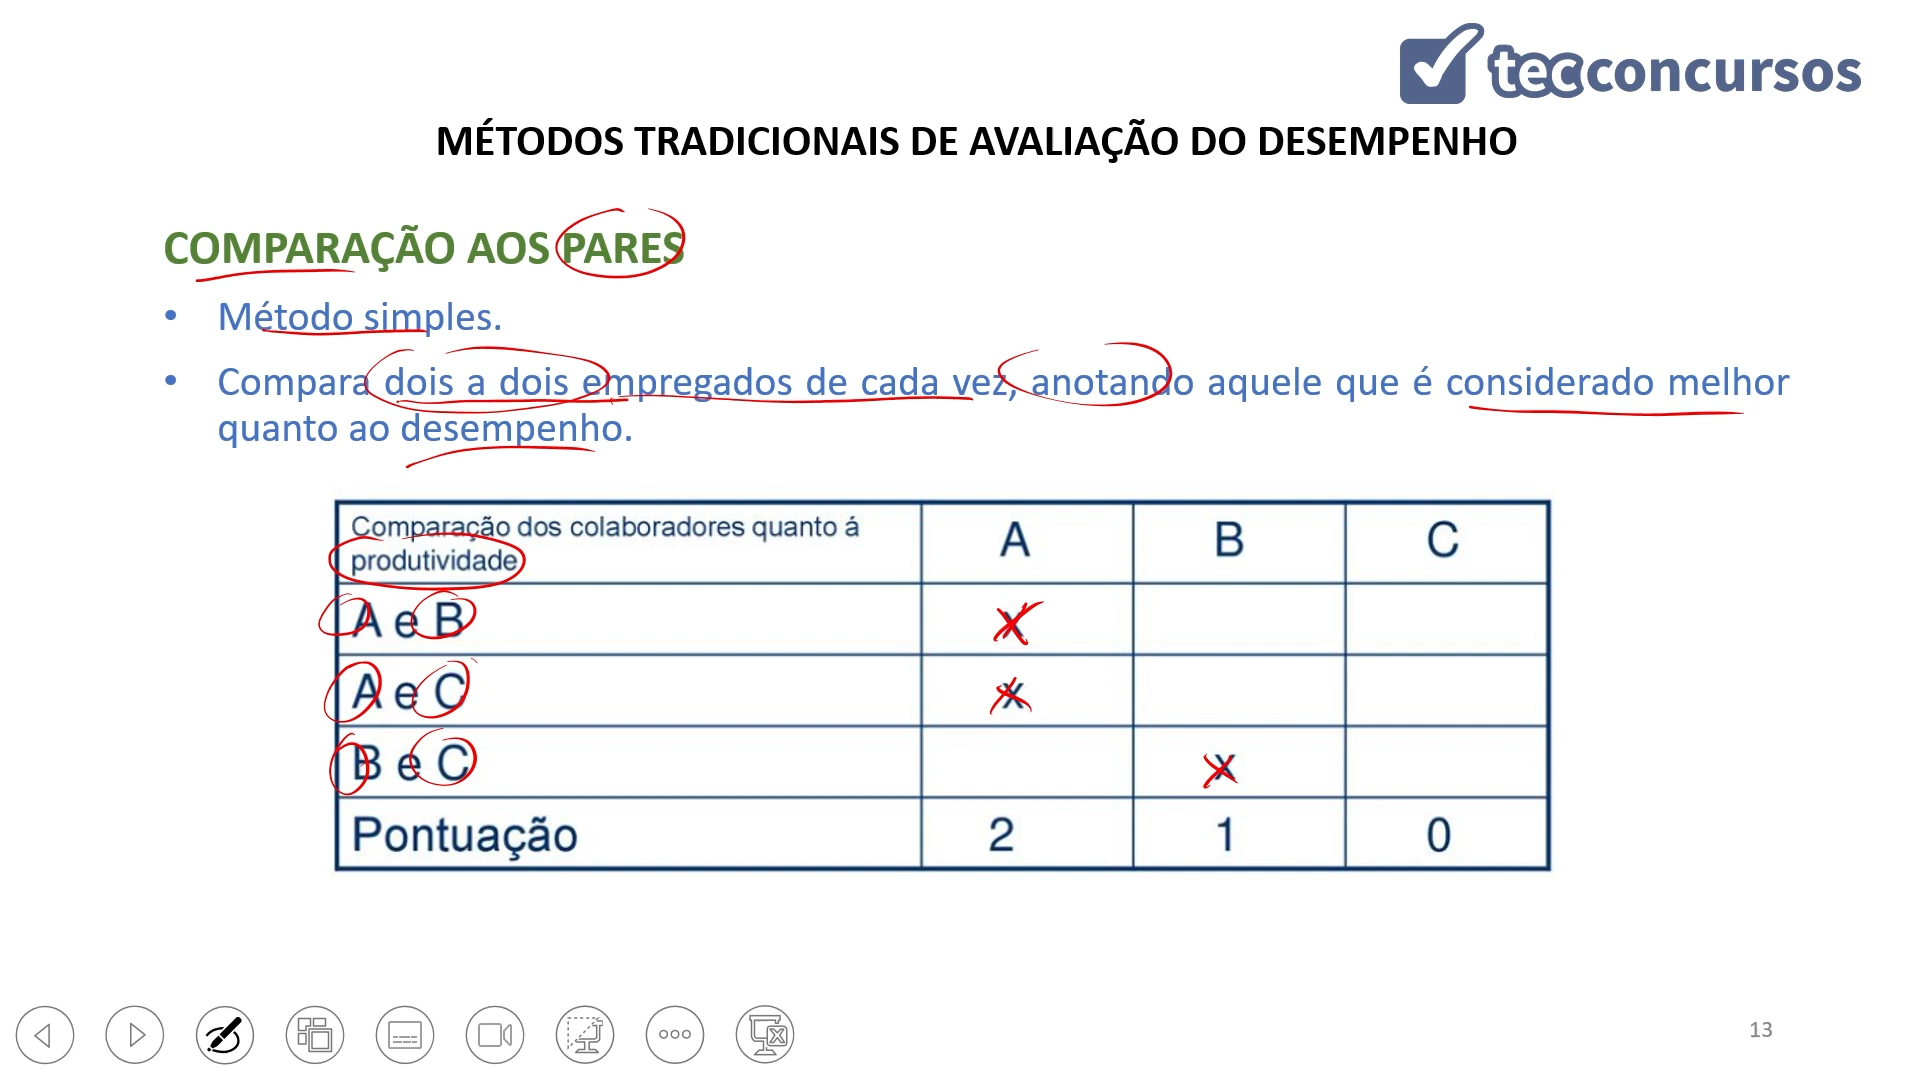 tecconcursos
MÉTODOS TRADICIONAIS DE AVALIAÇÃO DO DESEMPENHO
COMPARAÇÃO AOS PARES
• Método simples.
• Compara dois a dois empregados de cada vez, anotando aquele que é considerado melhor
quanto ao desempenho.
Comparação dos colaboradores quanto á
produtividade
A B C
A e B x
A e C x
B e C x
Pontuação 2 1 0
13